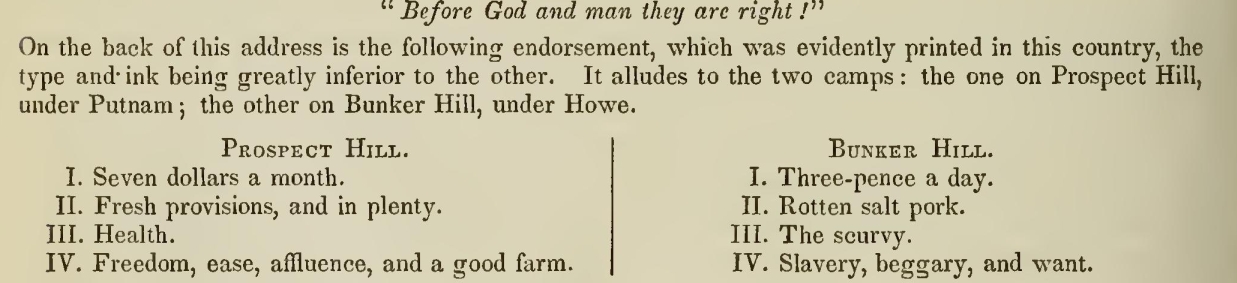 “ Before God and man they are right !”
On the back of this address is the following endorsement, which was evidently printed in this country, the
type and ink being greatly inferior to the other. It alludes to the two camps : the one on Prospect Hill,
under Putnam ; the other on Bunker Hill, under Howe.
Prospect Hill.
I. Seven dollars a month.
II. Fresh provisions, and in plenty.
III. Health.
IV. Freedom, ease, affluence, and a good farm.
Bunker Hill.
I. Three-pence a day.
II. Rotten salt pork.
III. The scurvy.
IV. Slavery, beggary, and want.